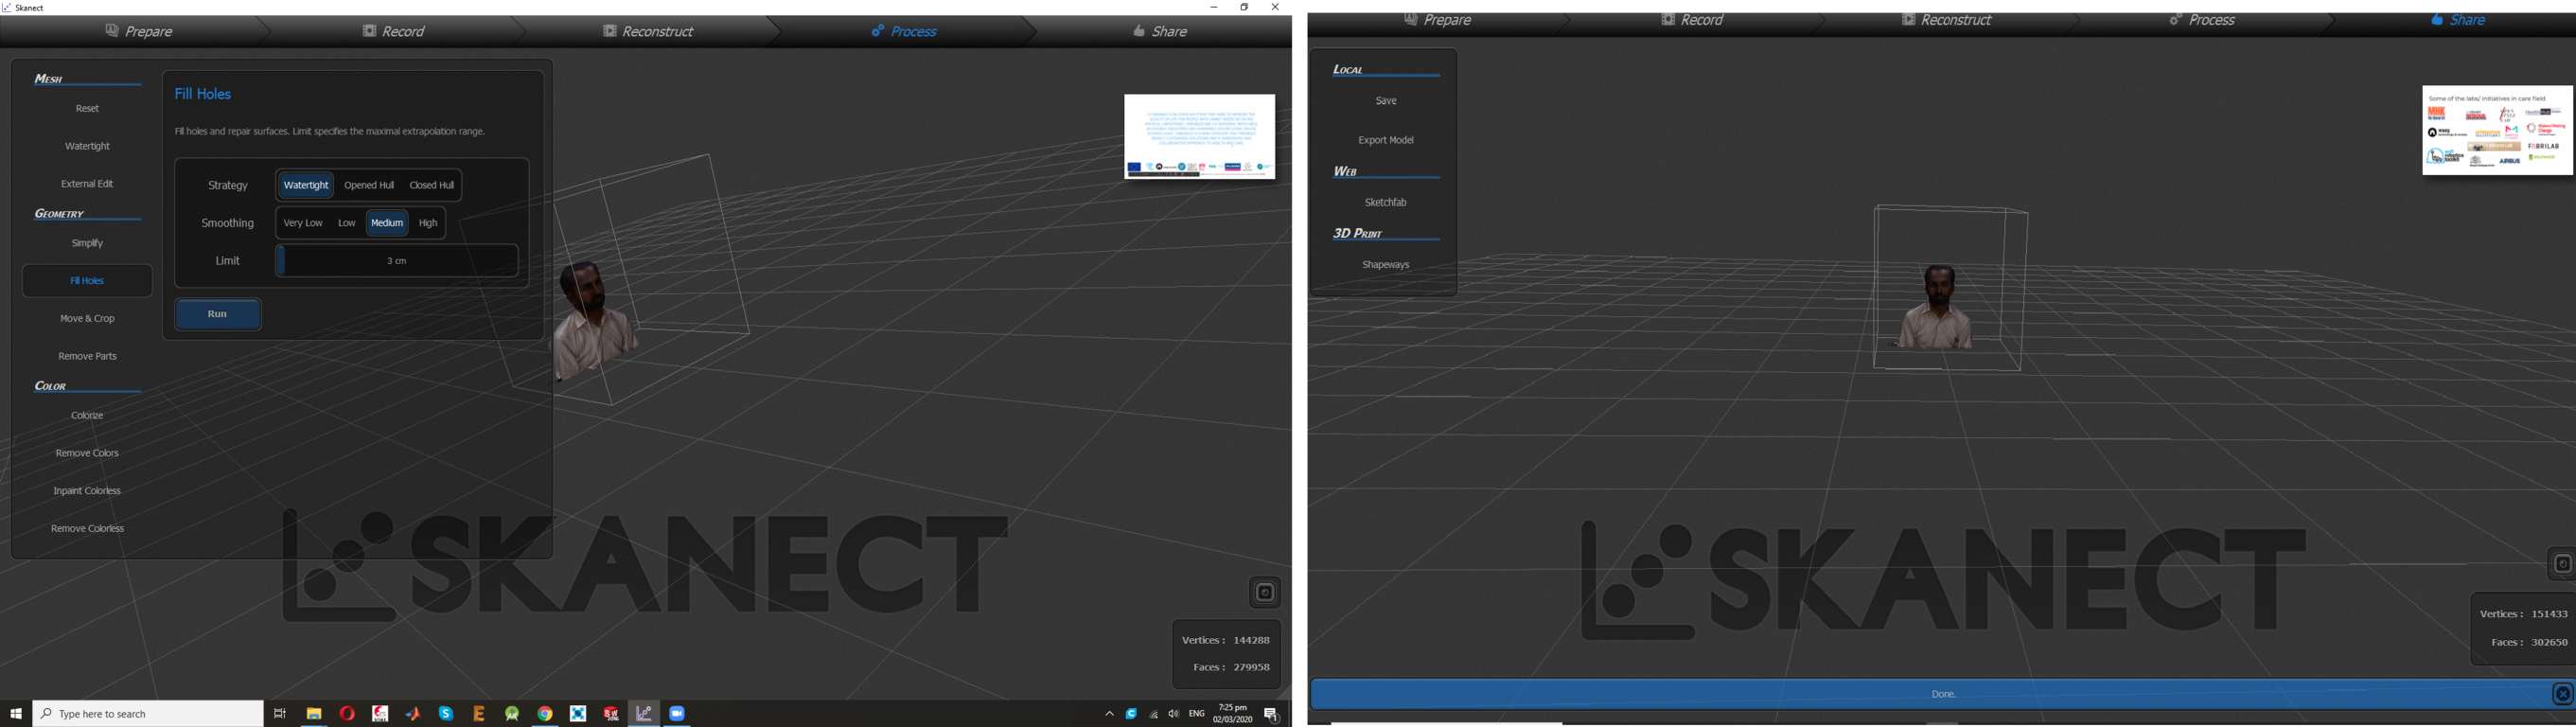 Skanect
Prepare Record Reconstruct Process Share
MESH
Reset
Watertight
External Edit
GEOMETRY
Simplify
Fill Holes
Move & Crop
Remove Parts
COLOR
Colorize
Remove Colors
Inpaint Colorless
Remove Colorless
Fill Holes
Fill holes and repair surfaces. Limit specifies the maximal extrapolation range.
Strategy Watertight Opened Hull Closed Hull
Smoothing Very Low Low Medium High
Limit 3 cm
Run
SKANECT
Vertices : 144288
Faces : 279958
Type here to search
ENG
7:25 pm
02/03/2020
Prepare Record Reconstruct Process Share
LOCAL
Save
Export Model
WEB
Sketchfab
3D PRINT
Shapeways
Some of the labs/ initiatives in care field
FABRILAB
AIRBUS
SKANECT
Vertices : 151433
Faces : 302650
Done.